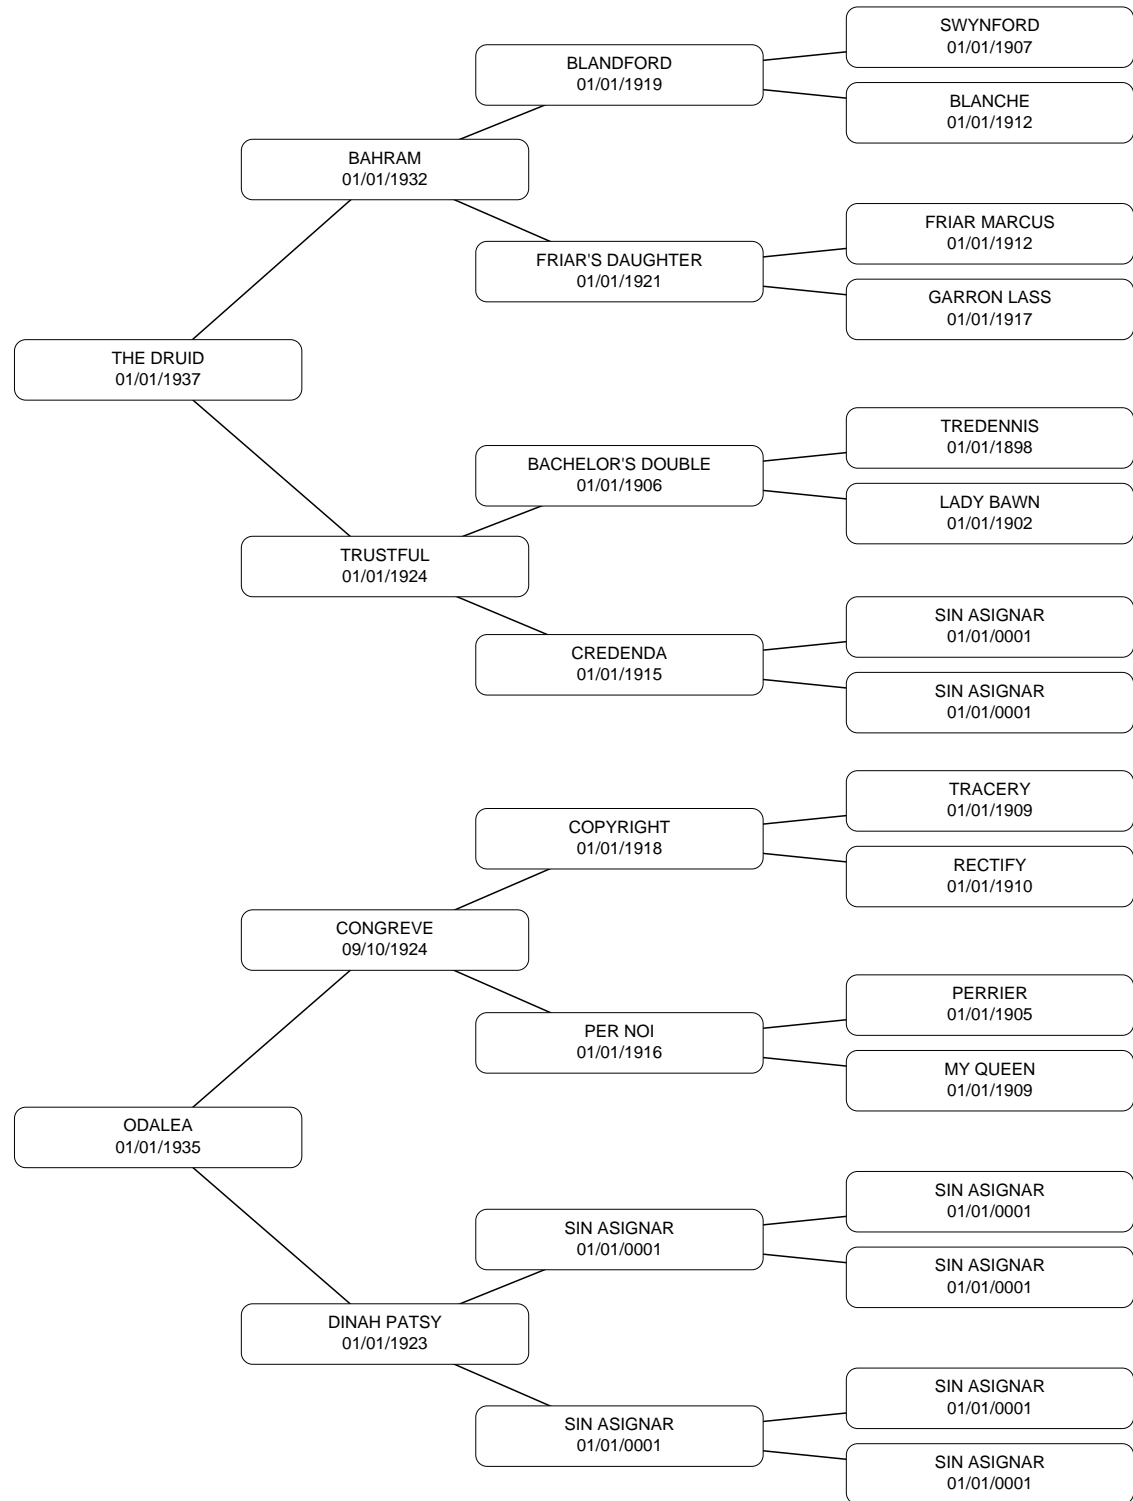 SWYNFORD
01/01/1907
BLANDFORD
01/01/1919
BLANCHE
01/01/1912
BAHRAM
01/01/1932
FRIAR MARCUS
01/01/1912
FRIAR'S DAUGHTER
01/01/1921
GARRON LASS
01/01/1917
THE DRUID
01/01/1937
TREDENNIS
01/01/1898
BACHELOR'S DOUBLE
01/01/1906
LADY BAWN
01/01/1902
TRUSTFUL
01/01/1924
SIN ASIGNAR
01/01/0001
CREDENDA
01/01/1915
SIN ASIGNAR
01/01/0001
TRACERY
01/01/1909
COPYRIGHT
01/01/1918
RECTIFY
01/01/1910
CONGREVE
09/10/1924
PERRIER
01/01/1905
PER NOI
01/01/1916
MY QUEEN
01/01/1909
ODALEA
01/01/1935
SIN ASIGNAR
01/01/0001
SIN ASIGNAR
01/01/0001
SIN ASIGNAR
01/01/0001
DINAH PATSY
01/01/1923
SIN ASIGNAR
01/01/0001
SIN ASIGNAR
01/01/0001
SIN ASIGNAR
01/01/0001